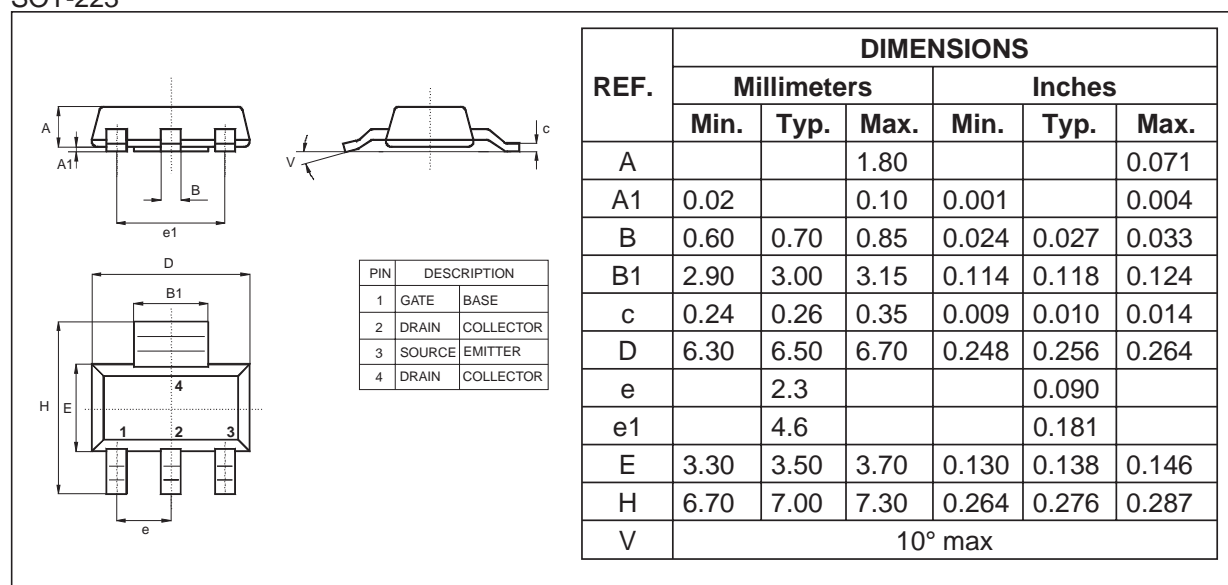 SOT-223
A
A1
B
e1
V
c
D
B1
H
E
4
1 2 3
e
PIN DESCRIPTION
1 GATE BASE
2 DRAIN COLLECTOR
3 SOURCE EMITTER
4 DRAIN COLLECTOR
REF. DIMENSIONS
Millimeters Inches
Min. Typ. Max. Min. Typ. Max.
A 1.80 0.071
A1 0.02 0.10 0.001 0.004
B 0.60 0.70 0.85 0.024 0.027 0.033
B1 2.90 3.00 3.15 0.114 0.118 0.124
c 0.24 0.26 0.35 0.009 0.010 0.014
D 6.30 6.50 6.70 0.248 0.256 0.264
e 2.3 0.090
e1 4.6 0.181
E 3.30 3.50 3.70 0.130 0.138 0.146
H 6.70 7.00 7.30 0.264 0.276 0.287
V 10° max